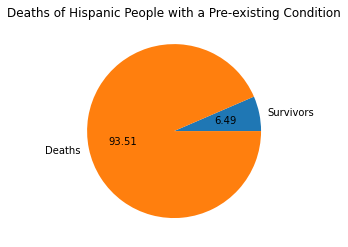 Deaths of Hispanic People with a Pre-existing Condition
Survivors
6.49
93.51
Deaths